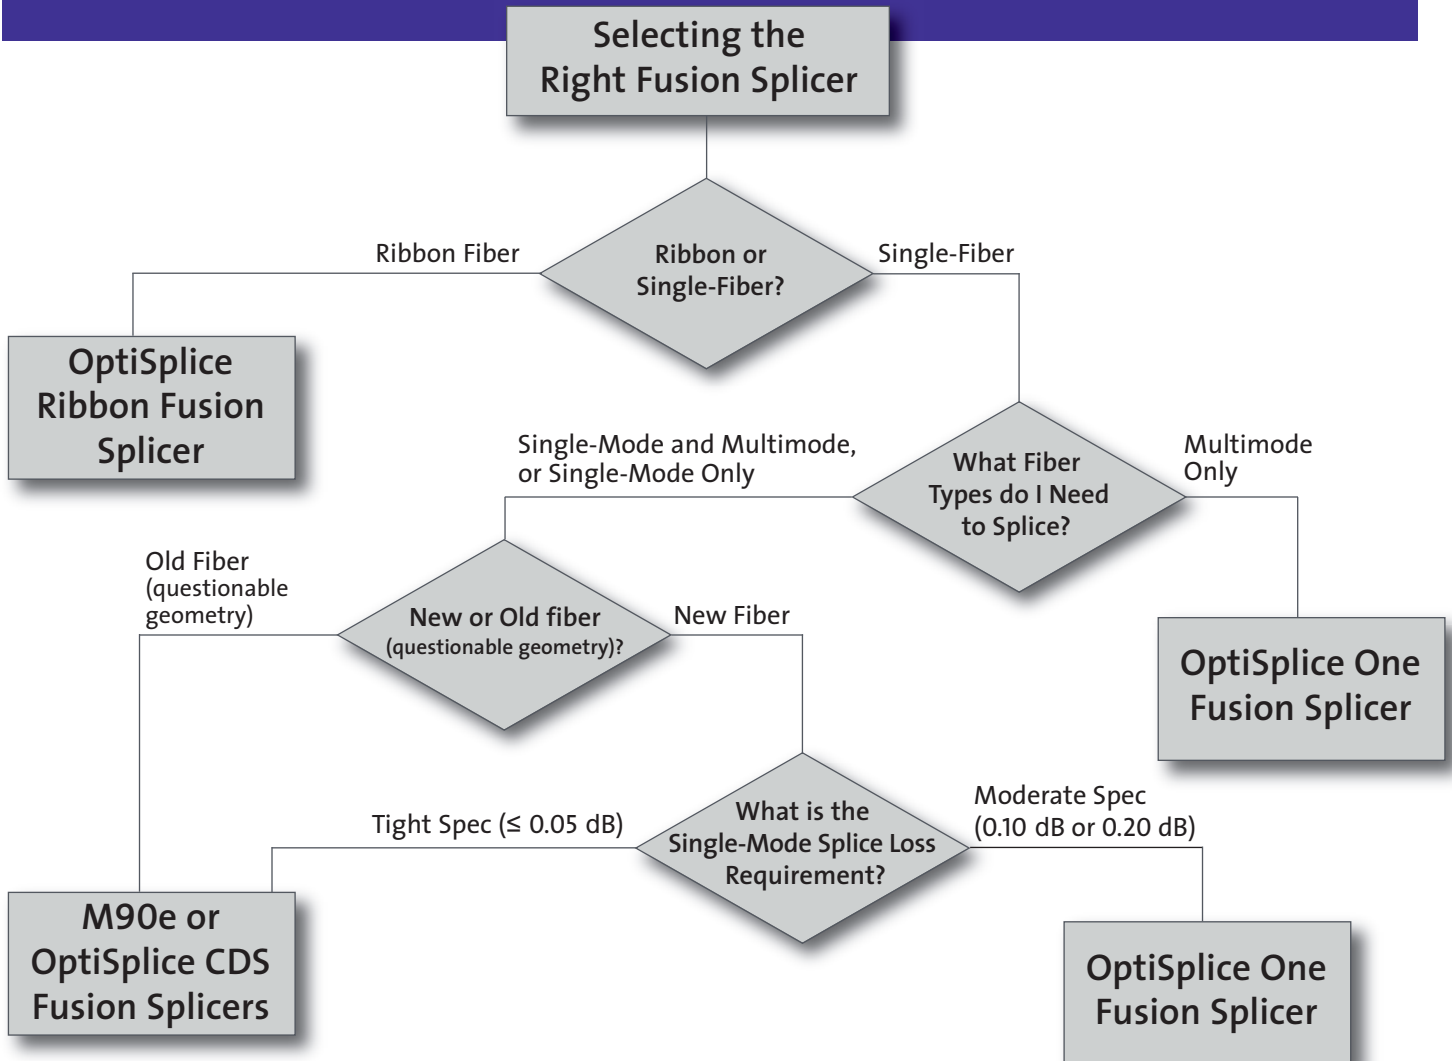 Selecting the
Right Fusion Splicer
Ribbon Fiber
Ribbon or
Single-Fiber?
Single-Fiber
OptiSplice
Ribbon Fusion
Splicer
Single-Mode and Multimode,
or Single-Mode Only
What Fiber
Types do I Need
to Splice?
Multimode
Only
Old Fiber
(questionable
geometry)
New or Old fiber
(questionable geometry)?
New Fiber
OptiSplice One
Fusion Splicer
Tight Spec (≤ 0.05 dB)
What is the
Single-Mode Splice Loss
Requirement?
Moderate Spec
(0.10 dB or 0.20 dB)
M90e or
OptiSplice CDS
Fusion Splicers
OptiSplice One
Fusion Splicer